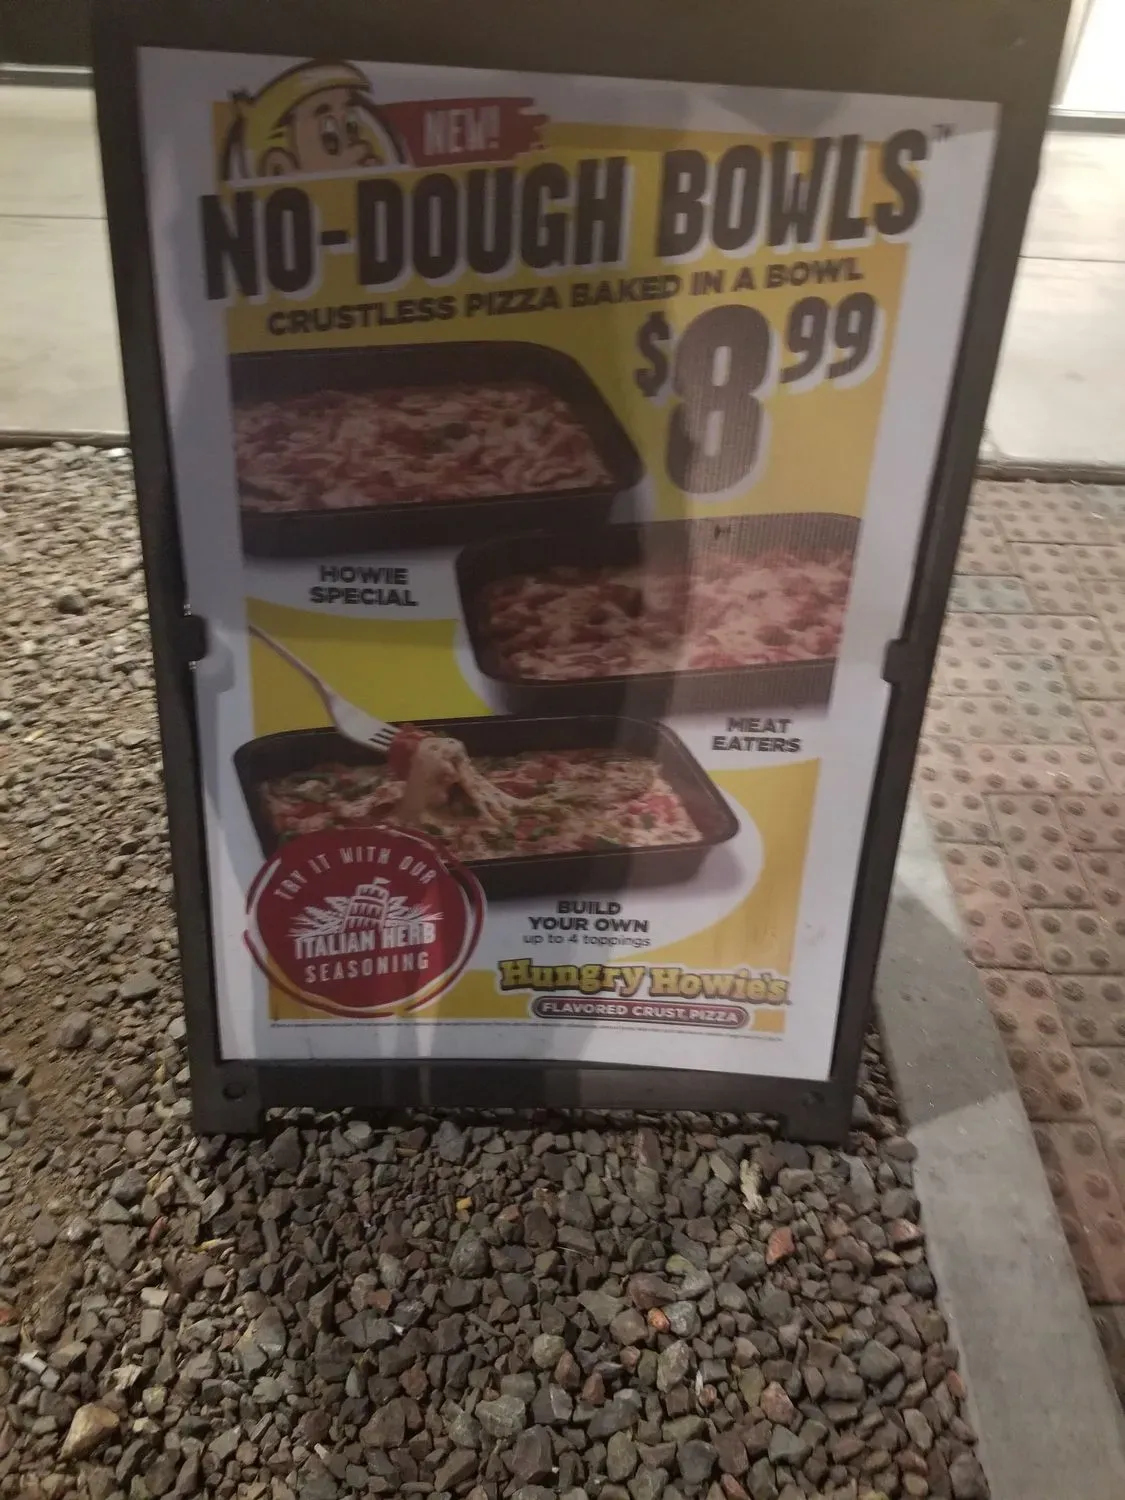 NEW!
NO-DOUGH BOWLS™
CRUSTLESS PIZZA BAKED IN A BOWL
$8.99
HOWIE
SPECIAL
MEAT
EATERS
TRY IT WITH OUR
ITALIAN HERB
SEASONING
BUILD
YOUR OWN
up to 4 toppings
Hungry Howie's
FLAVORED CRUST PIZZA